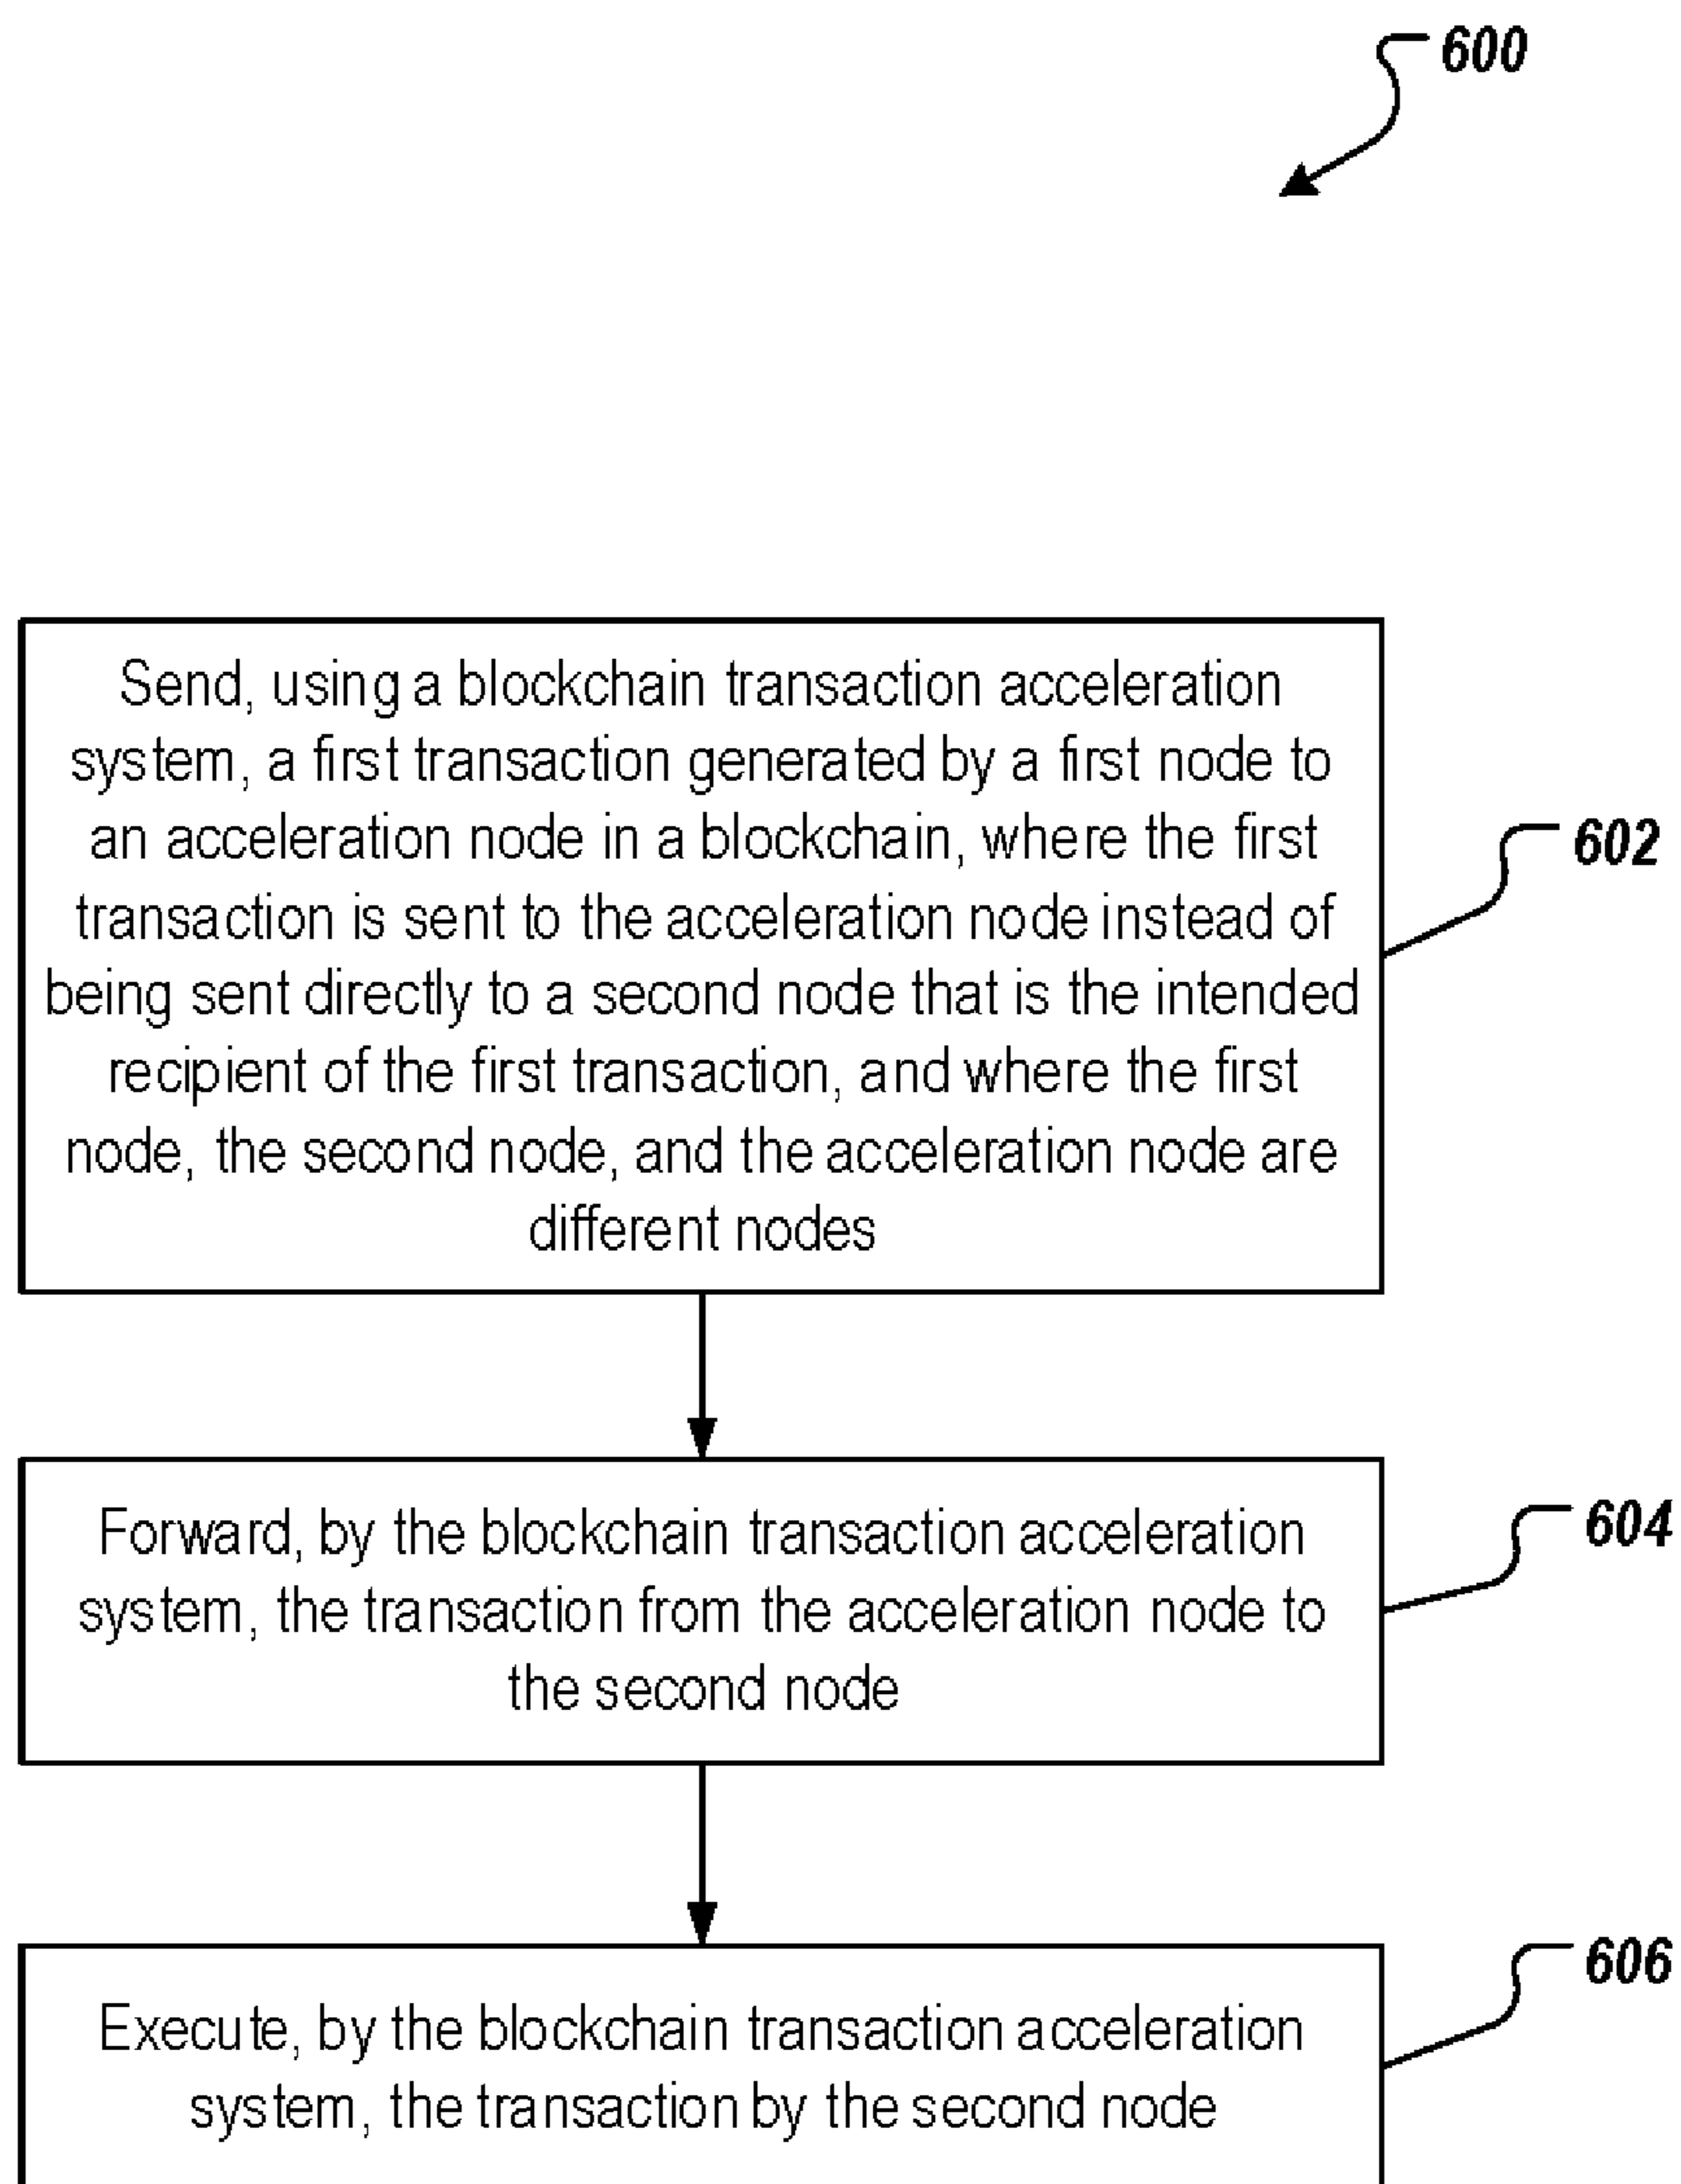 600
Send, using a blockchain transaction acceleration
system, a first transaction generated by a first node to
an acceleration node in a blockchain, where the first
transaction is sent to the acceleration node instead of
being sent directly to a second node that is the intended
recipient of the first transaction, and where the first
node, the second node, and the acceleration node are
different nodes
602
Forward, by the blockchain transaction acceleration
system, the transaction from the acceleration node to
the second node
604
Execute, by the blockchain transaction acceleration
system, the transaction by the second node
606